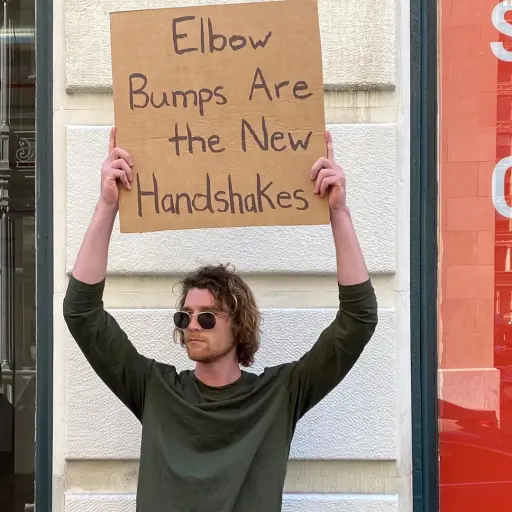 Elbow
Bumps Are
the New
Handshakes
S